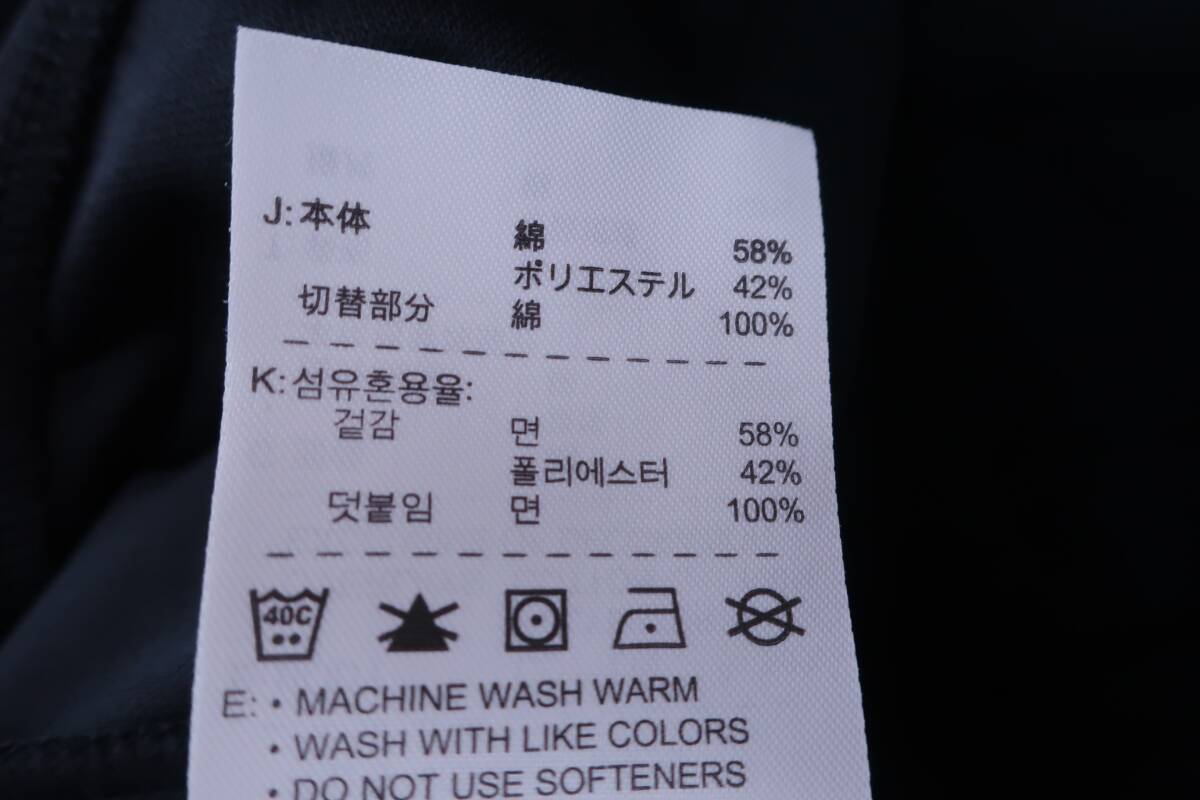 J: 本体 綿 58%
ポリエステル 42%
切替部分 綿 100%
K: 섬유혼용율:
겉감 면 58%
폴리에스터 42%
덧붙임 면 100%
40C
E: • MACHINE WASH WARM
• WASH WITH LIKE COLORS
• DO NOT USE SOFTENERS